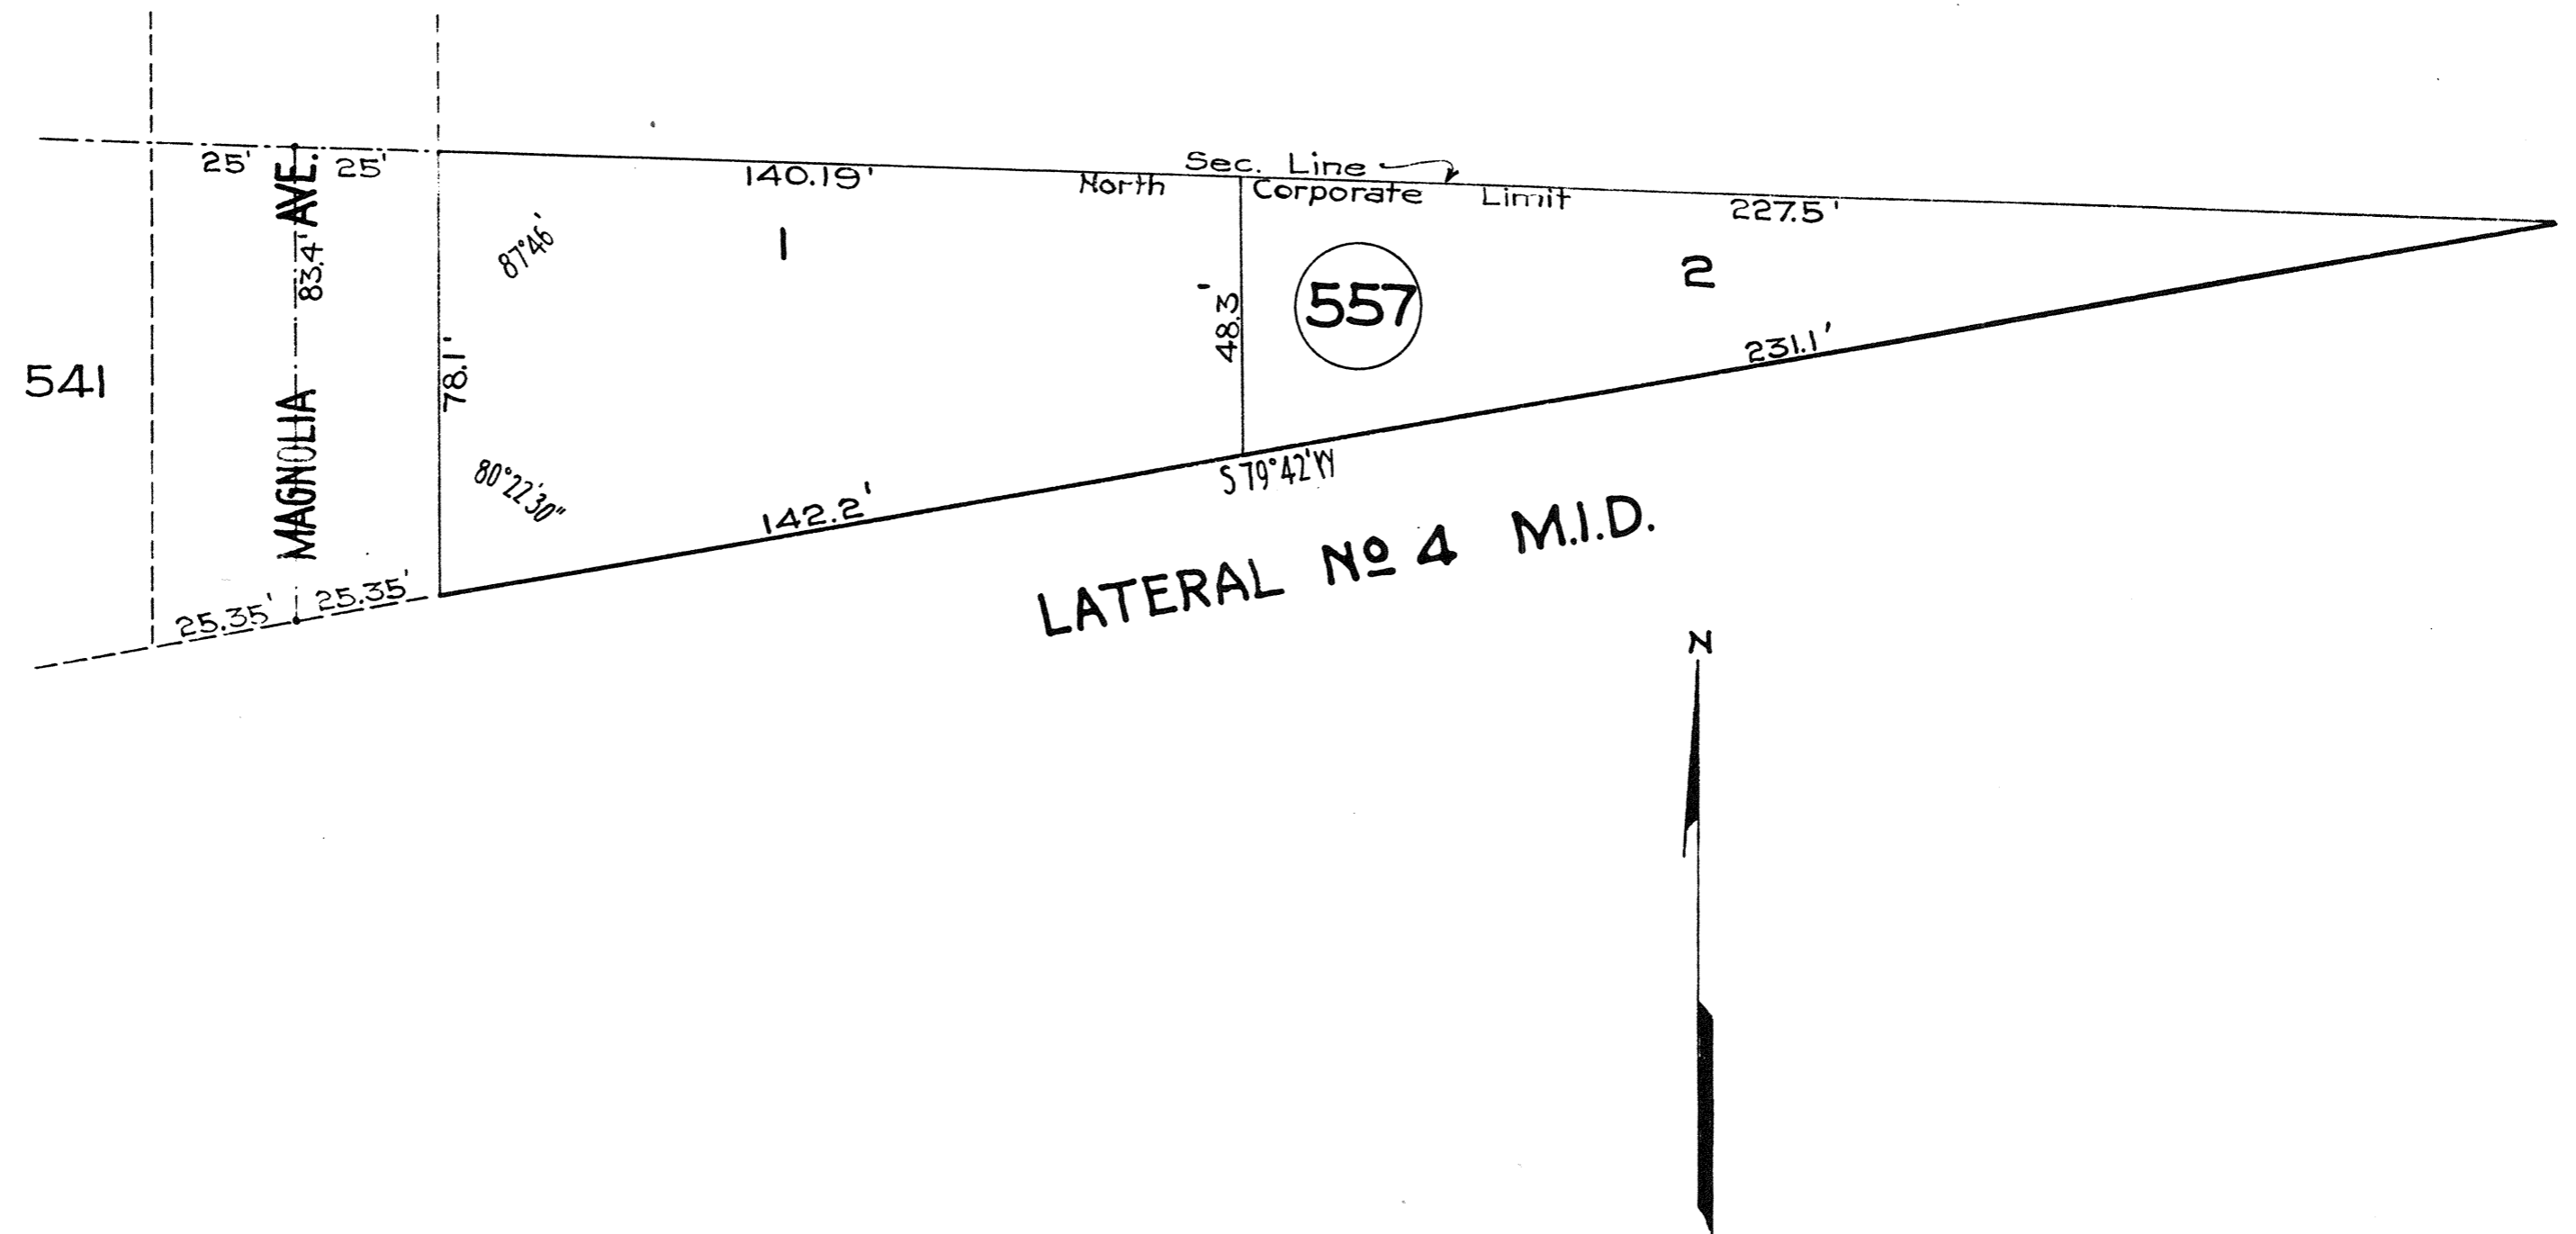 25'
25'
140.19'
Sec. Line
North Corporate Limit
227.5'
MAGNOLIA AVE.
83.4'
87°46'
1
557
2
48.3'
78.1'
541
231.1'
80°22'30"
S 79°42'W
142.2'
25.35'
25.35'
LATERAL Nº 4 M.I.D.
N